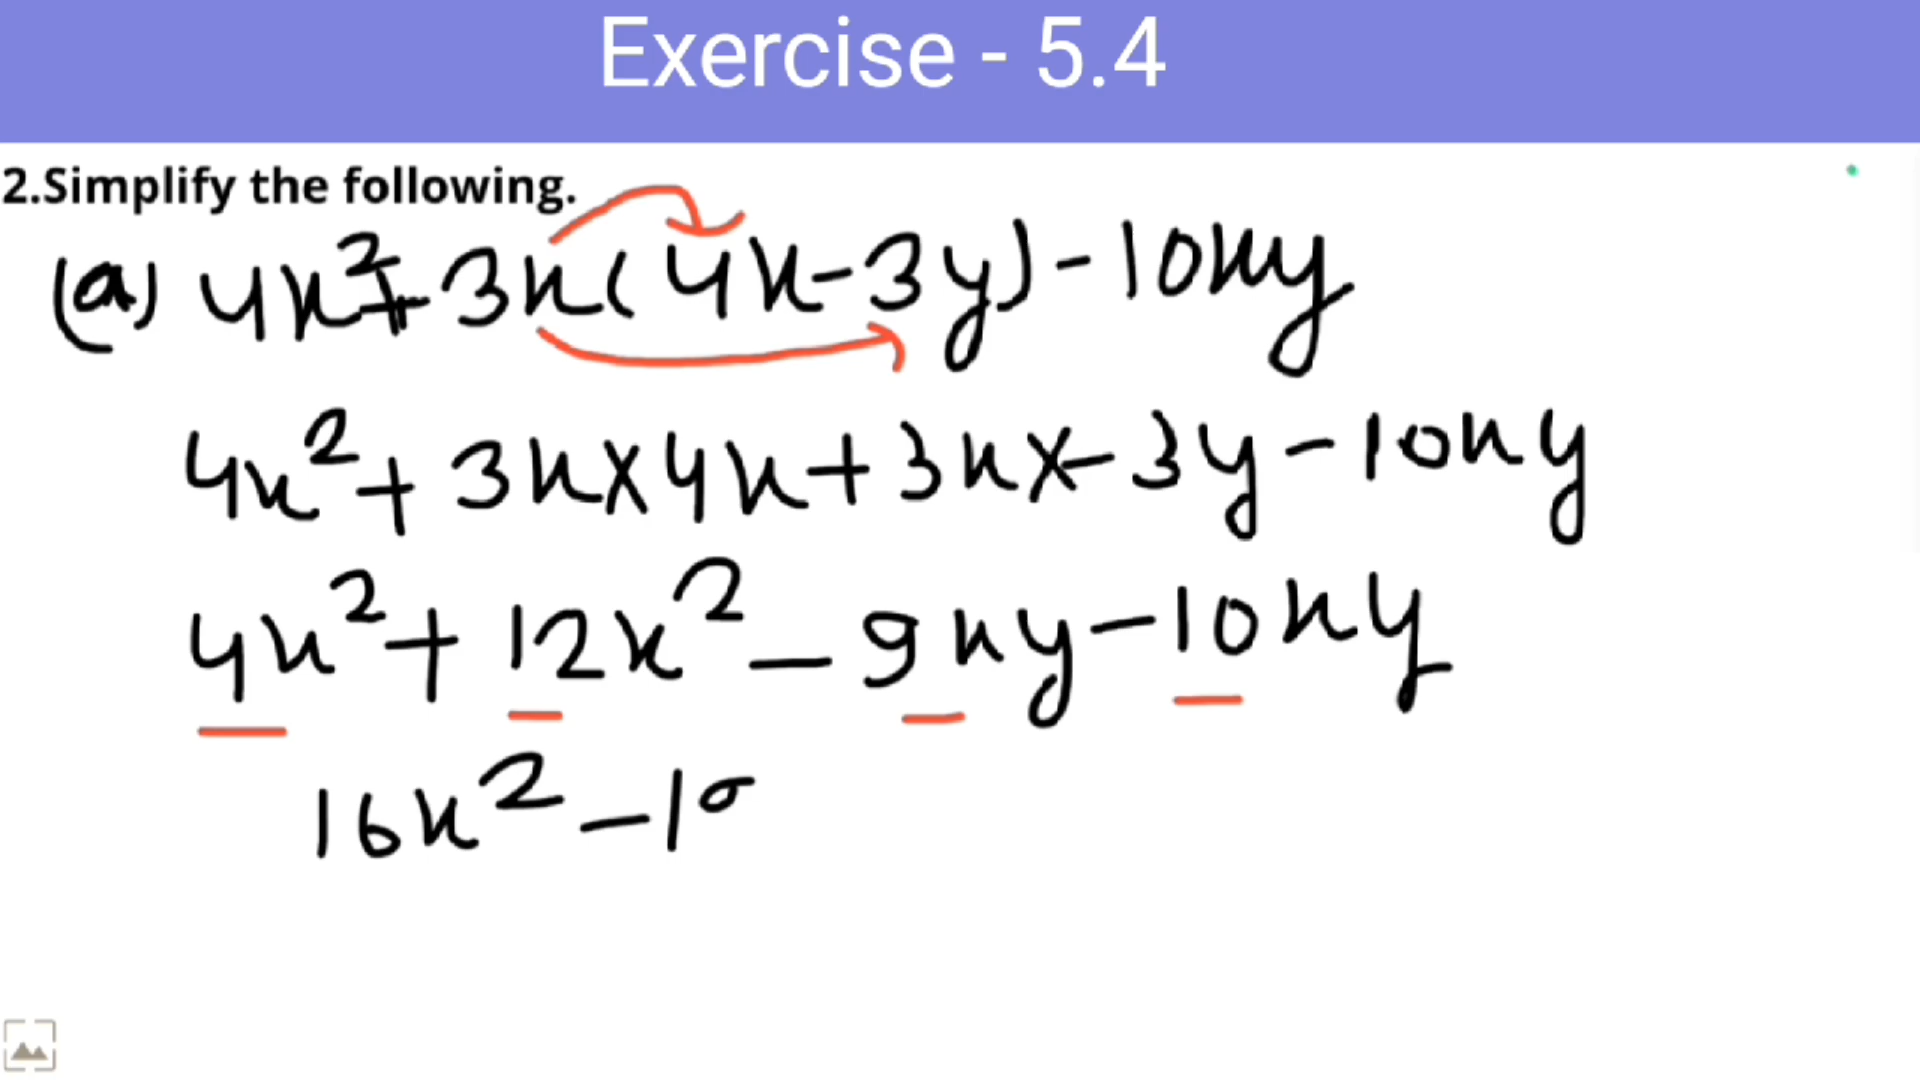 Exercise - 5.4
2.Simplify the following.
(a) 4x²+ 3x(4x-3y)-10xy
4x²+ 3x×4x+3x×-3y-10xy
4x²+ 12x²-9xy-10xy
16x²-19